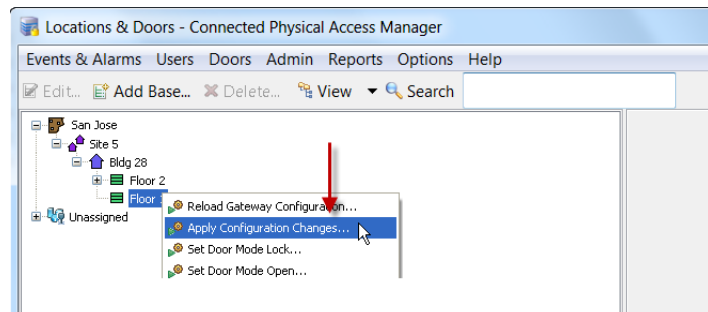 Locations & Doors - Connected Physical Access Manager
Events & Alarms Users Doors Admin Reports Options Help
Edit... Add Base... Delete... View Search
San Jose
Site 5
Bldg 28
Floor 2
Floor
Unassigned
Reload Gateway Configuration...
Apply Configuration Changes...
Set Door Mode Lock...
Set Door Mode Open...